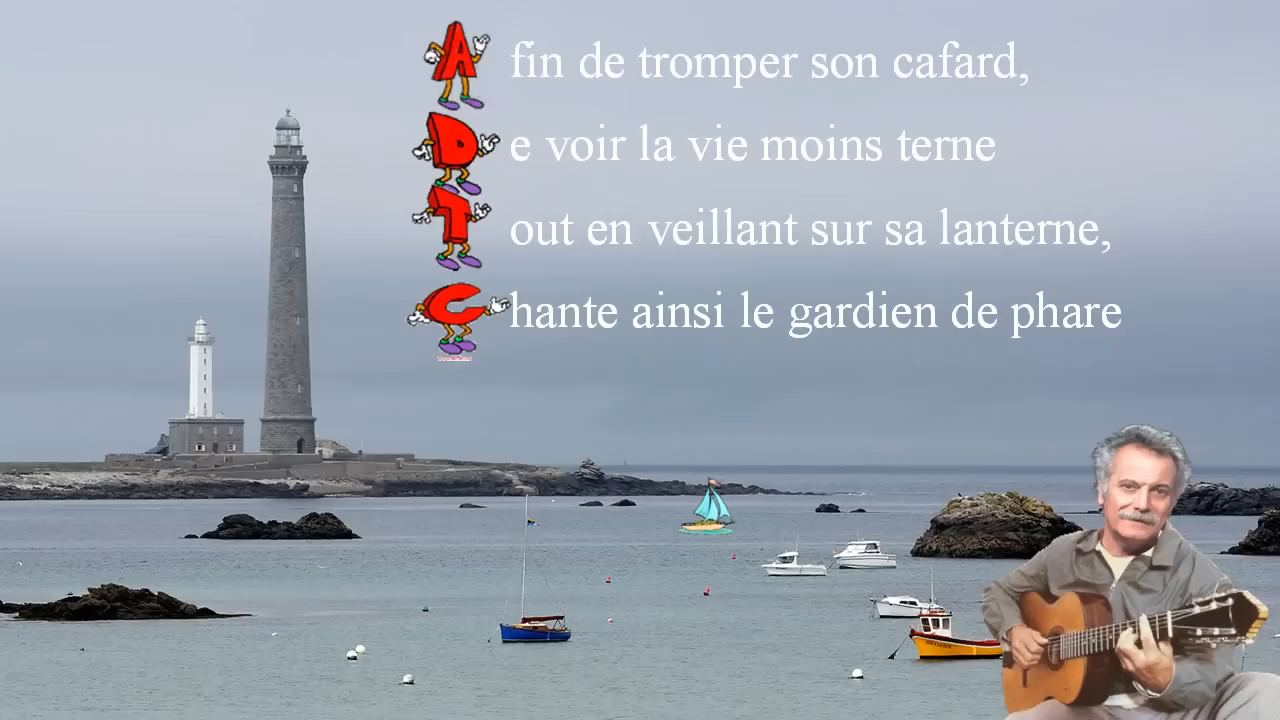 Afin de tromper son cafard,
De voir la vie moins terne
Tout en veillant sur sa lanterne,
Chante ainsi le gardien de phare